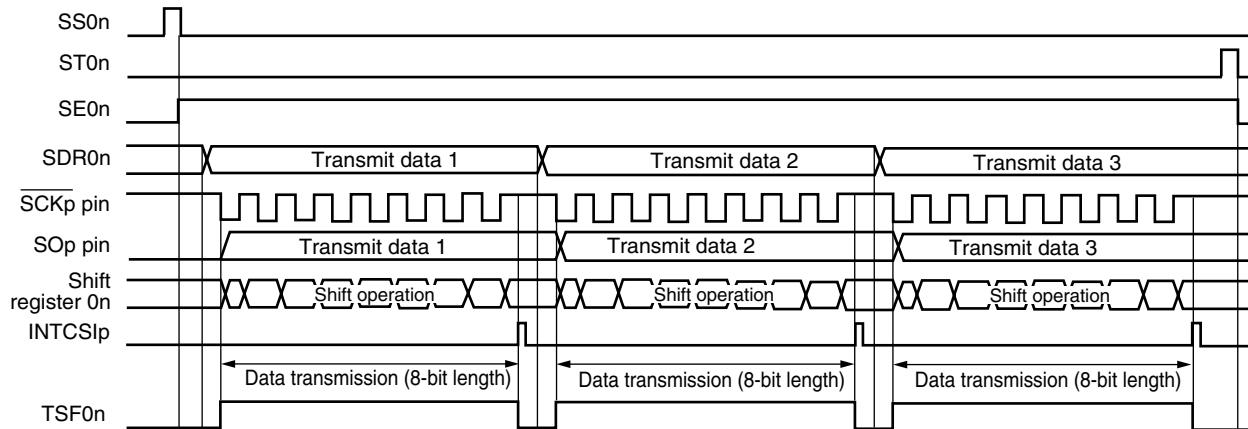 SS0n
ST0n
SE0n
SDR0n Transmit data 1 Transmit data 2 Transmit data 3
SCKp pin
SOp pin Transmit data 1 Transmit data 2 Transmit data 3
Shift
register 0n Shift operation Shift operation Shift operation
INTCSIp
Data transmission (8-bit length) Data transmission (8-bit length) Data transmission (8-bit length)
TSF0n